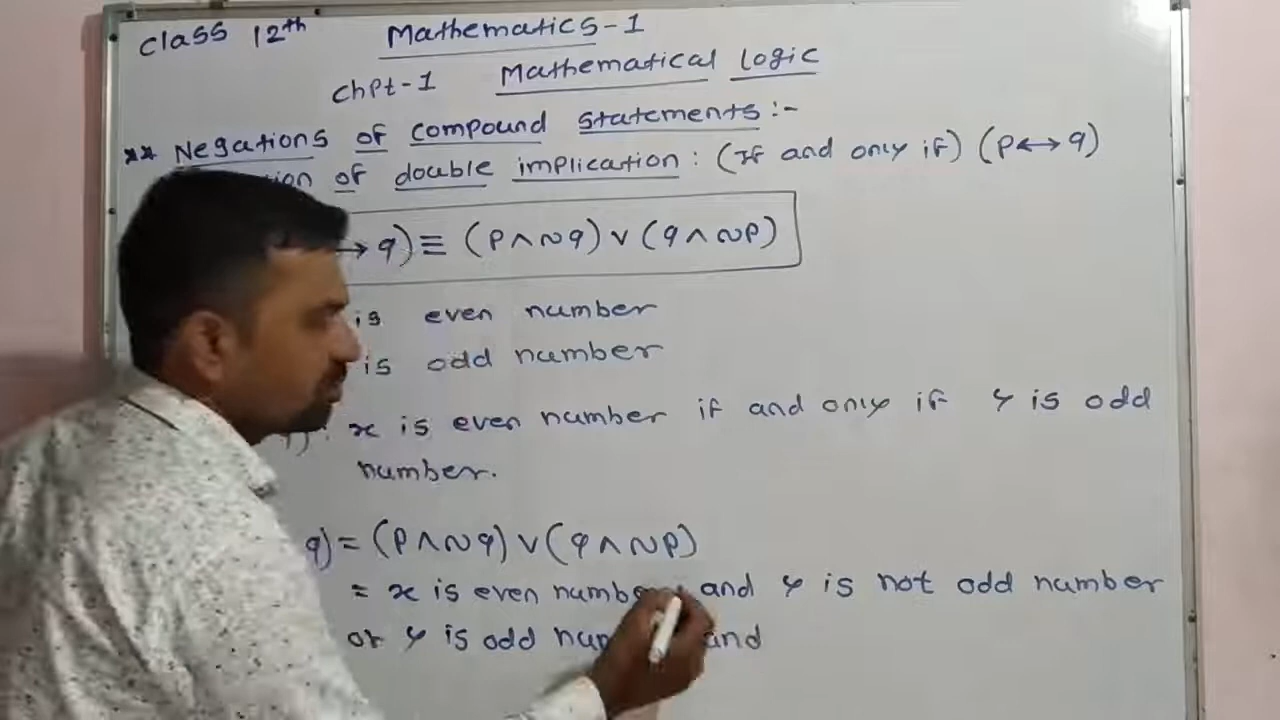 Class 12th Mathematics-1
Chpt-1 Mathematical Logic
** Negations of compound statements :-
of double implication : (If and only if) (p↔q)
→ q) ≡ (p∧∼q) ∨ (q∧∼p)
is even number
is odd number
x is even number if and only if y is odd
number.
q) = (p∧∼q) ∨ (q∧∼p)
= x is even number and y is not odd number
or y is odd and